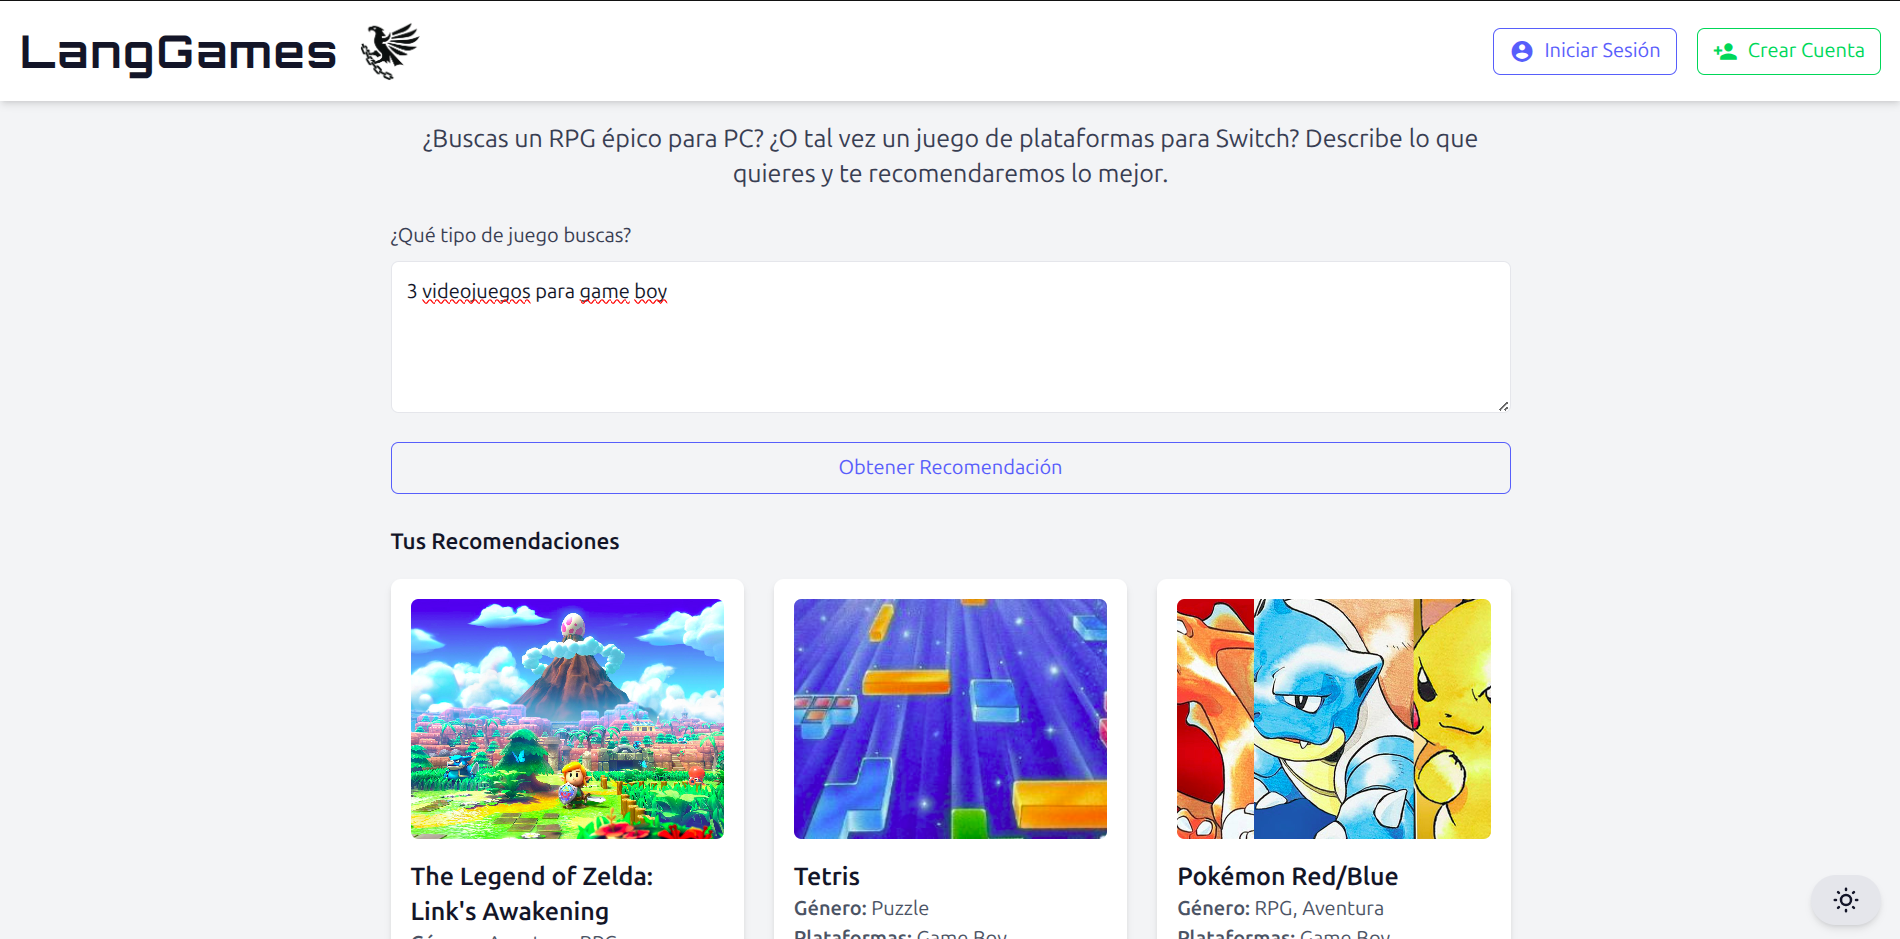 LangGames
Iniciar Sesión
Crear Cuenta
¿Buscas un RPG épico para PC? ¿O tal vez un juego de plataformas para Switch? Describe lo que
quieres y te recomendaremos lo mejor.
¿Qué tipo de juego buscas?
3 videojuegos para game boy
Obtener Recomendación
Tus Recomendaciones
The Legend of Zelda:
Link's Awakening
Género: Aventura, RPG
Tetris
Género: Puzzle
Plataformas: Game Boy
Pokémon Red/Blue
Género: RPG, Aventura
Plataformas: Game Boy